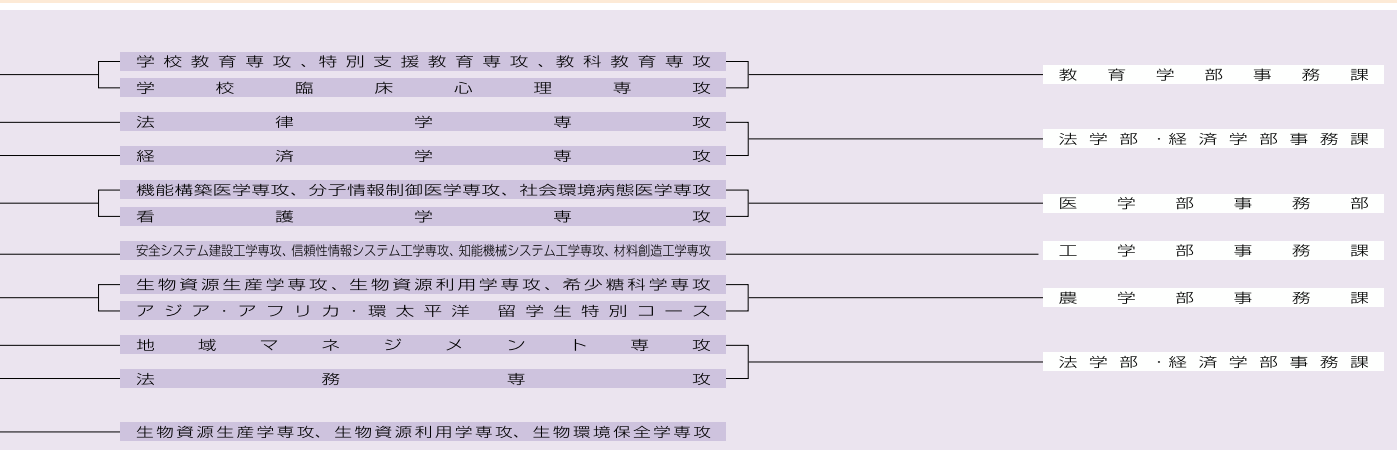 学校教育専攻、特別支援教育専攻、教科教育専攻
学校臨床心理専攻
教育学部事務課
法律学専攻
経済学専攻
法学部・経済学部事務課
機能構築医学専攻、分子情報制御医学専攻、社会環境病態医学専攻
看護学専攻
医学部事務部
安全システム建設工学専攻、信頼性情報システム工学専攻、知能機械システム工学専攻、材料創造工学専攻
工学部事務課
生物資源生産学専攻、生物資源利用学専攻、希少糖科学専攻
アジア・アフリカ・環太平洋 留学生特別コース
農学部事務課
地域マネジメント専攻
法務専攻
法学部・経済学部事務課
生物資源生産学専攻、生物資源利用学専攻、生物環境保全学専攻